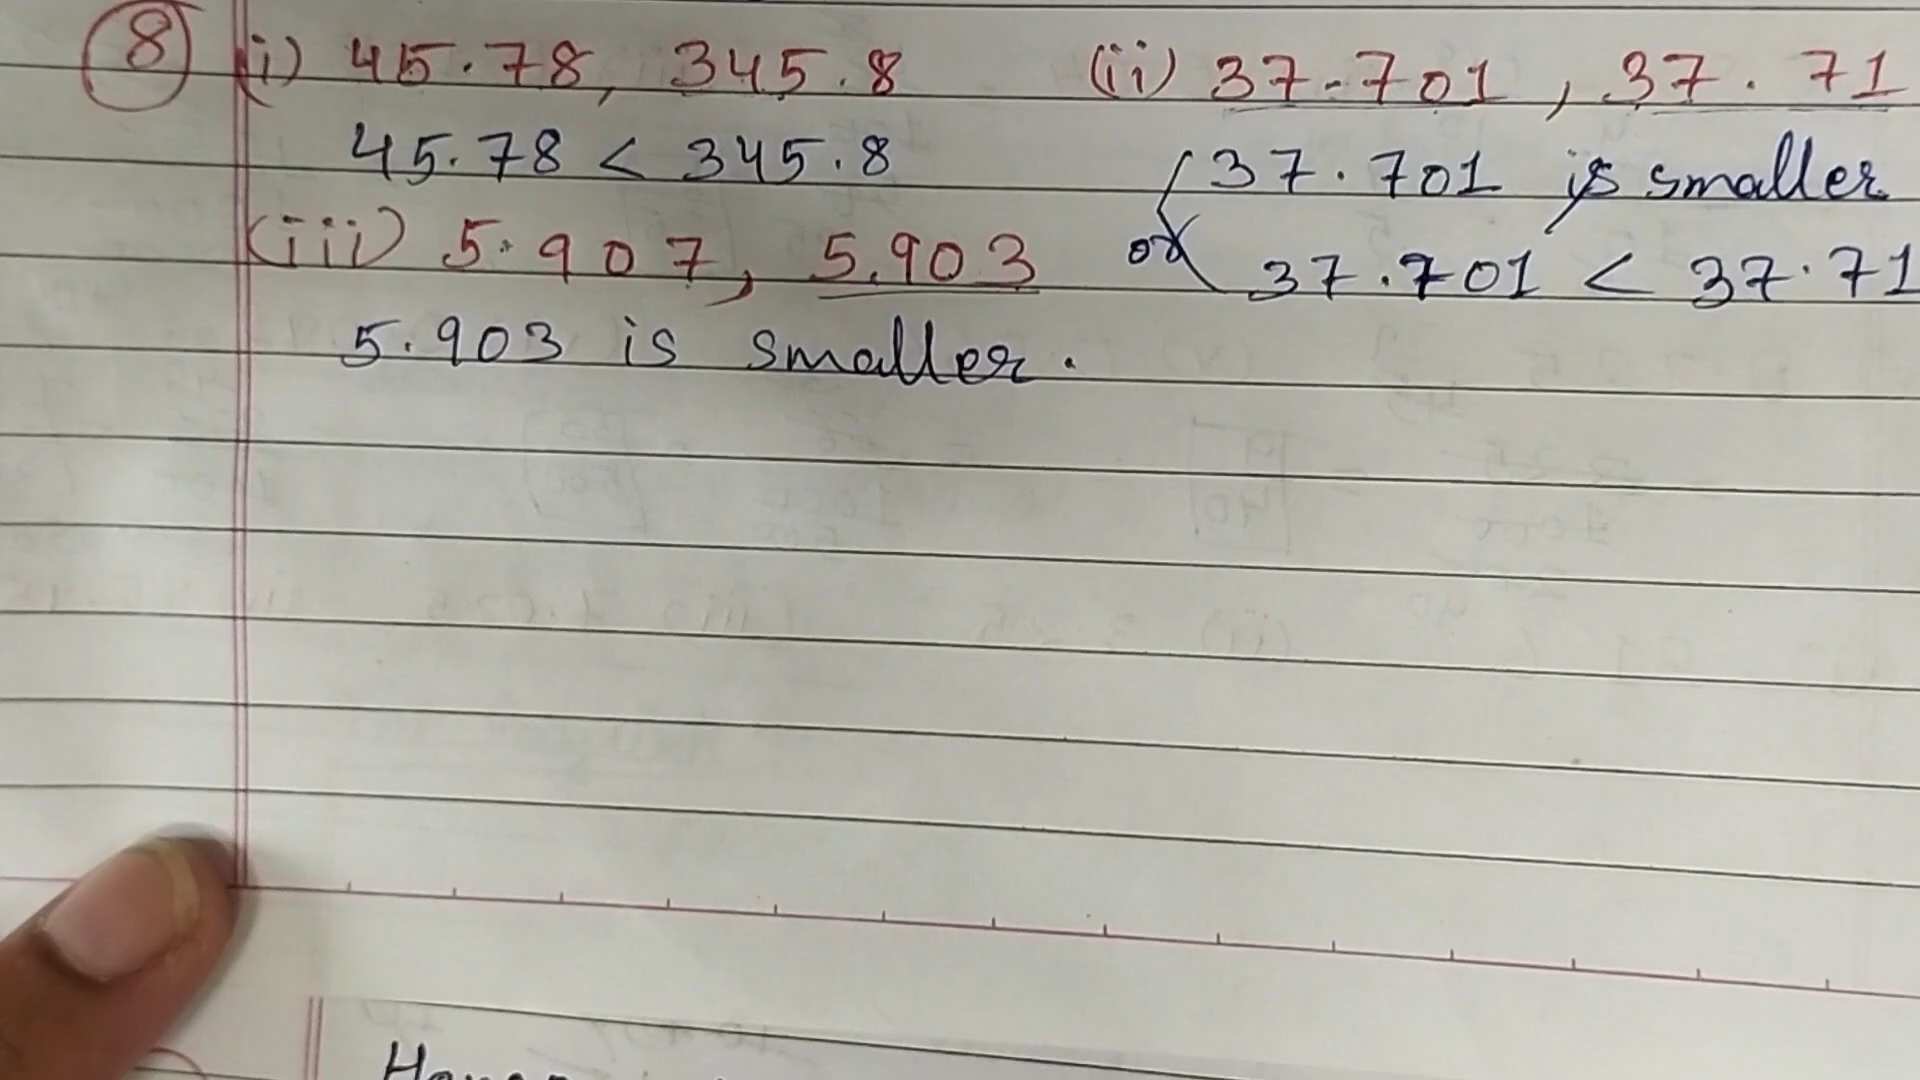 8 (i) 45.78, 345.8 (ii) 37.701, 37.71
45.78 < 345.8
37.701 is smaller
or 37.701 < 37.71
(iii) 5.907, 5.903
5.903 is smaller.